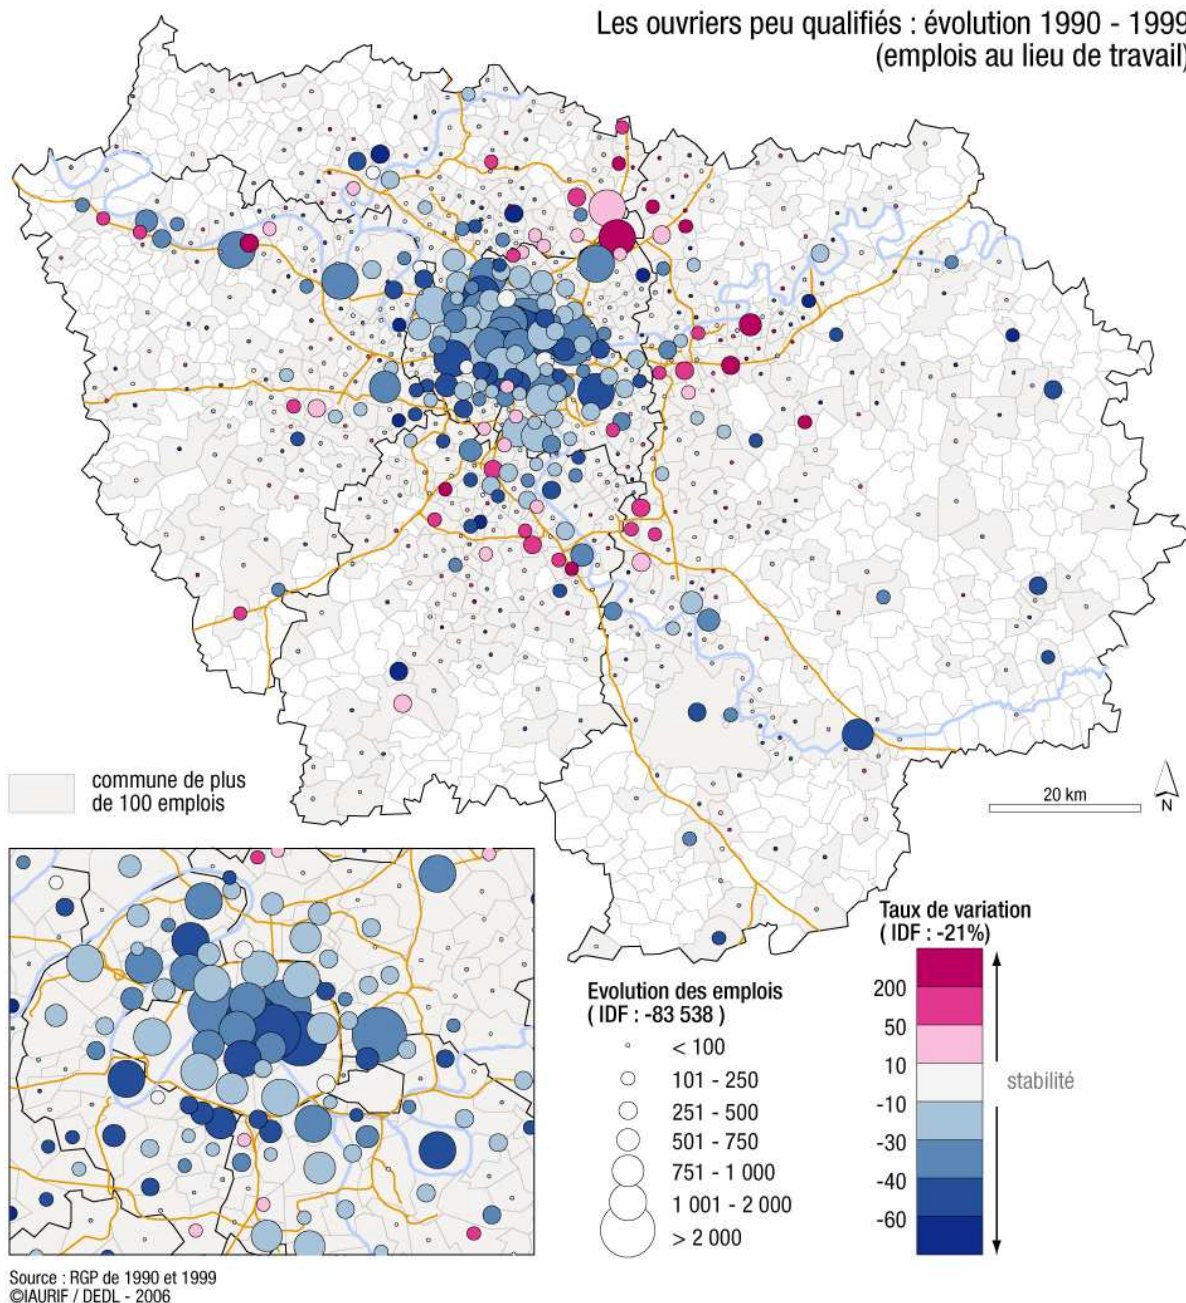 Les ouvriers peu qualifiés : évolution 1990 - 1999
(emplois au lieu de travail)
commune de plus
de 100 emplois
20 km
N
Taux de variation
( IDF : -21%)
200
50
10
-10
-30
-40
-60
stabilité
Evolution des emplois
( IDF : -83 538 )
< 100
101 - 250
251 - 500
501 - 750
751 - 1 000
1 001 - 2 000
> 2 000
Source : RGP de 1990 et 1999
©IAURIF / DEDL - 2006